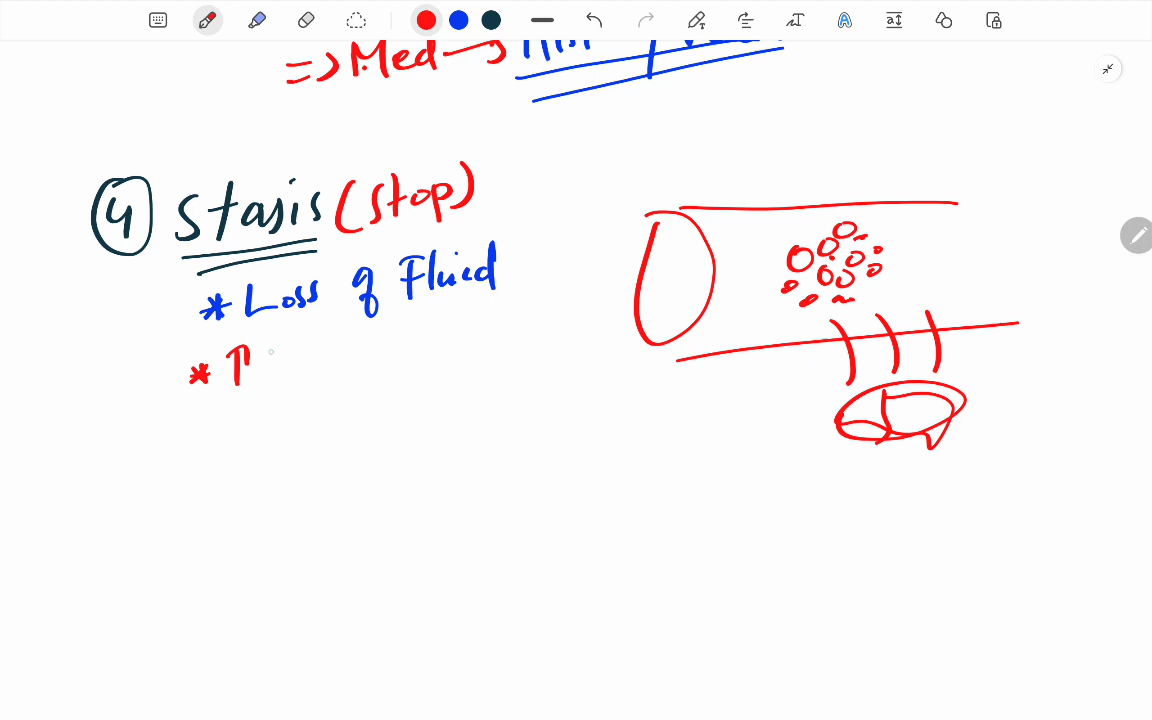 => Med →
④ Stasis (Stop)
* Loss of Fluid
* ↑